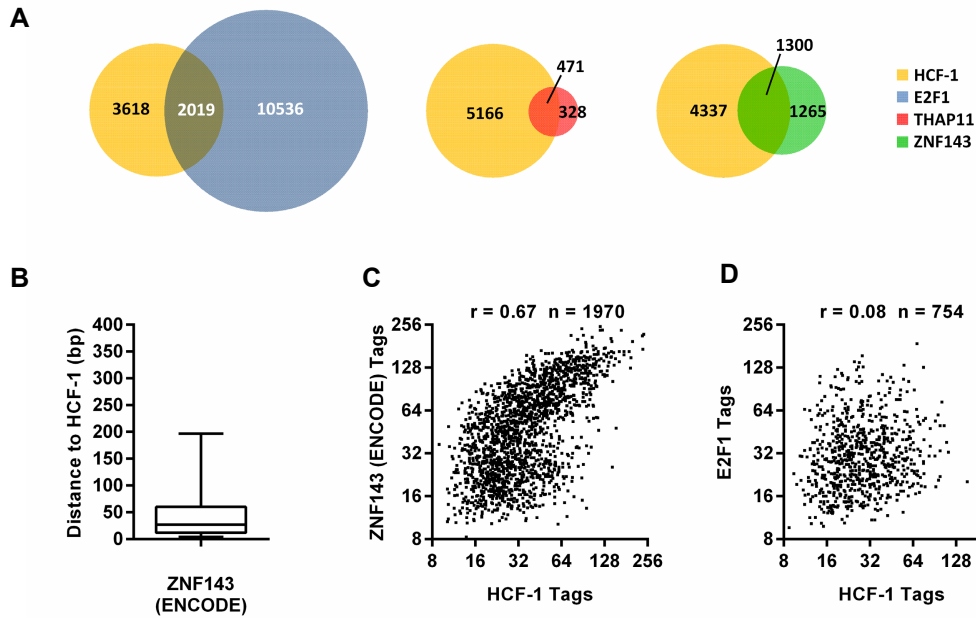 A
3618
2019
10536
471
5166
328
1300
4337
1265
HCF-1
E2F1
THAP11
ZNF143
B
Distance to HCF-1 (bp)
400
350
300
250
200
150
100
50
0
ZNF143
(ENCODE)
C
r = 0.67 n = 1970
ZNF143 (ENCODE) Tags
256
128
64
32
16
8
8 16 32 64 128 256
HCF-1 Tags
D
r = 0.08 n = 754
E2F1 Tags
256
128
64
32
16
8
8 16 32 64 128
HCF-1 Tags